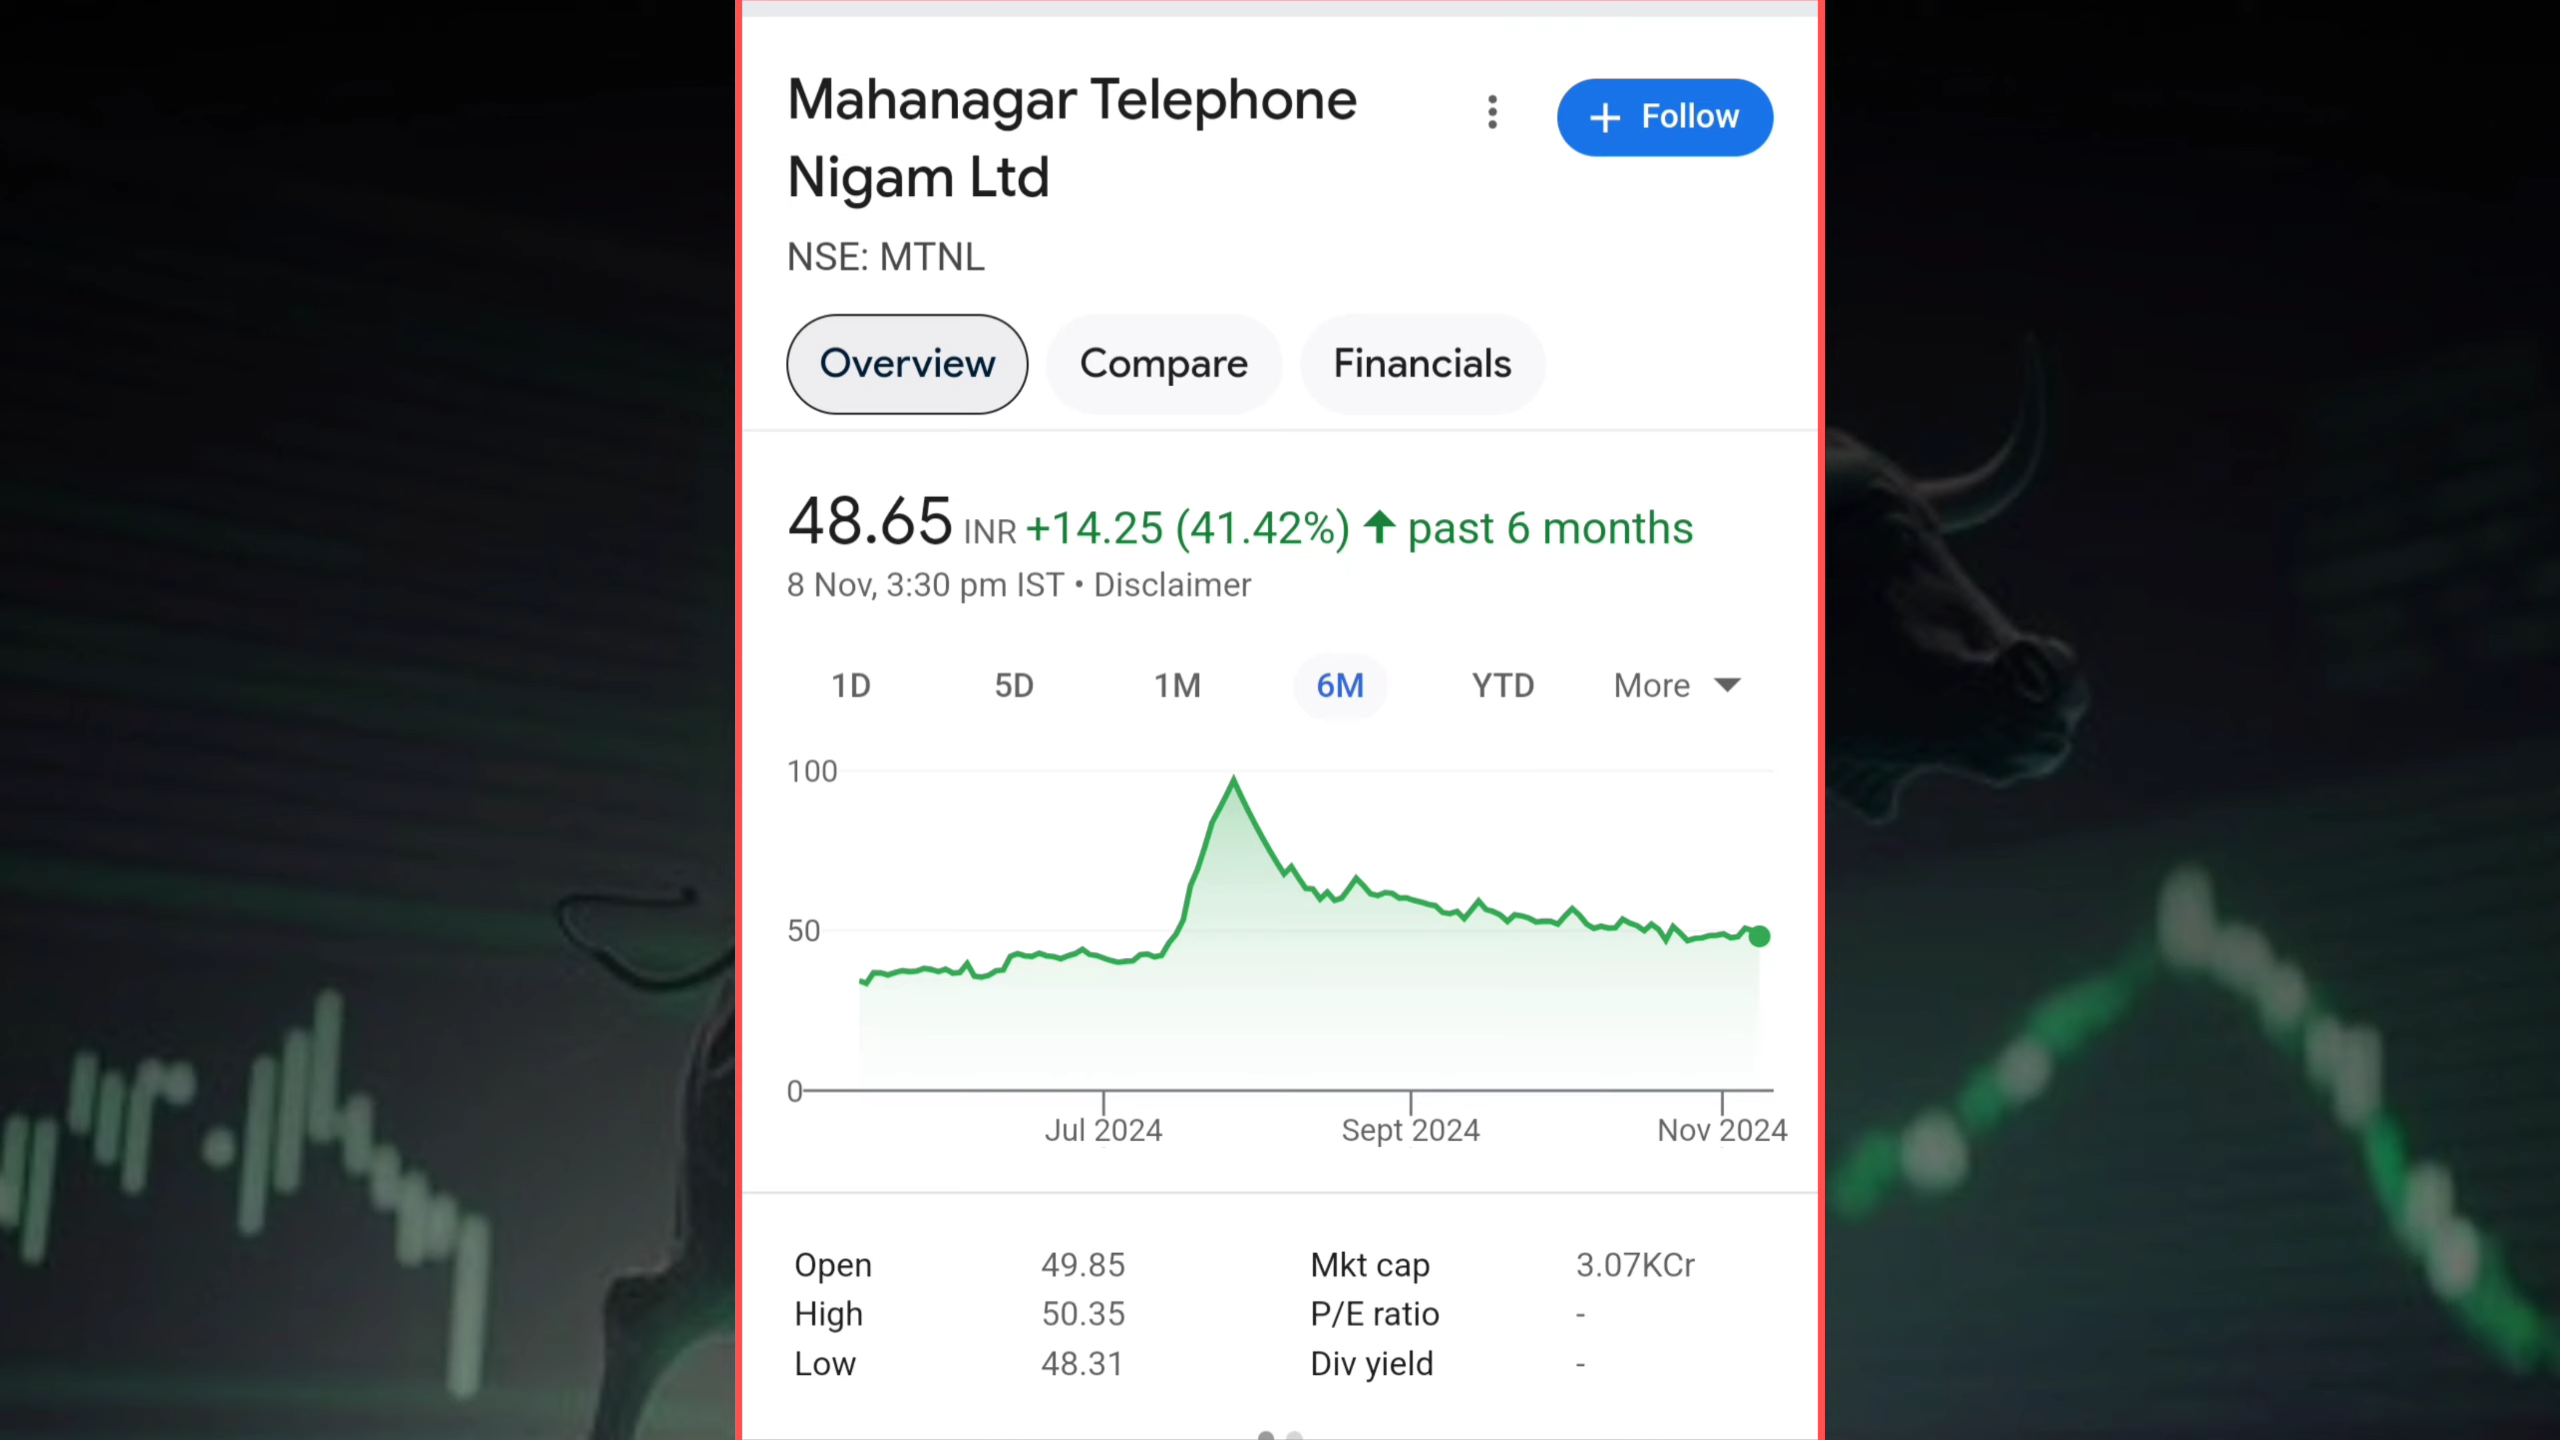 Mahanagar Telephone
Nigam Ltd
+ Follow
NSE: MTNL
Overview Compare Financials
48.65 INR +14.25 (41.42%) ↑ past 6 months
8 Nov, 3:30 pm IST • Disclaimer
1D 5D 1M 6M YTD More
100
50
0
Jul 2024 Sept 2024 Nov 2024
Open 49.85 Mkt cap 3.07KCr
High 50.35 P/E ratio -
Low 48.31 Div yield -